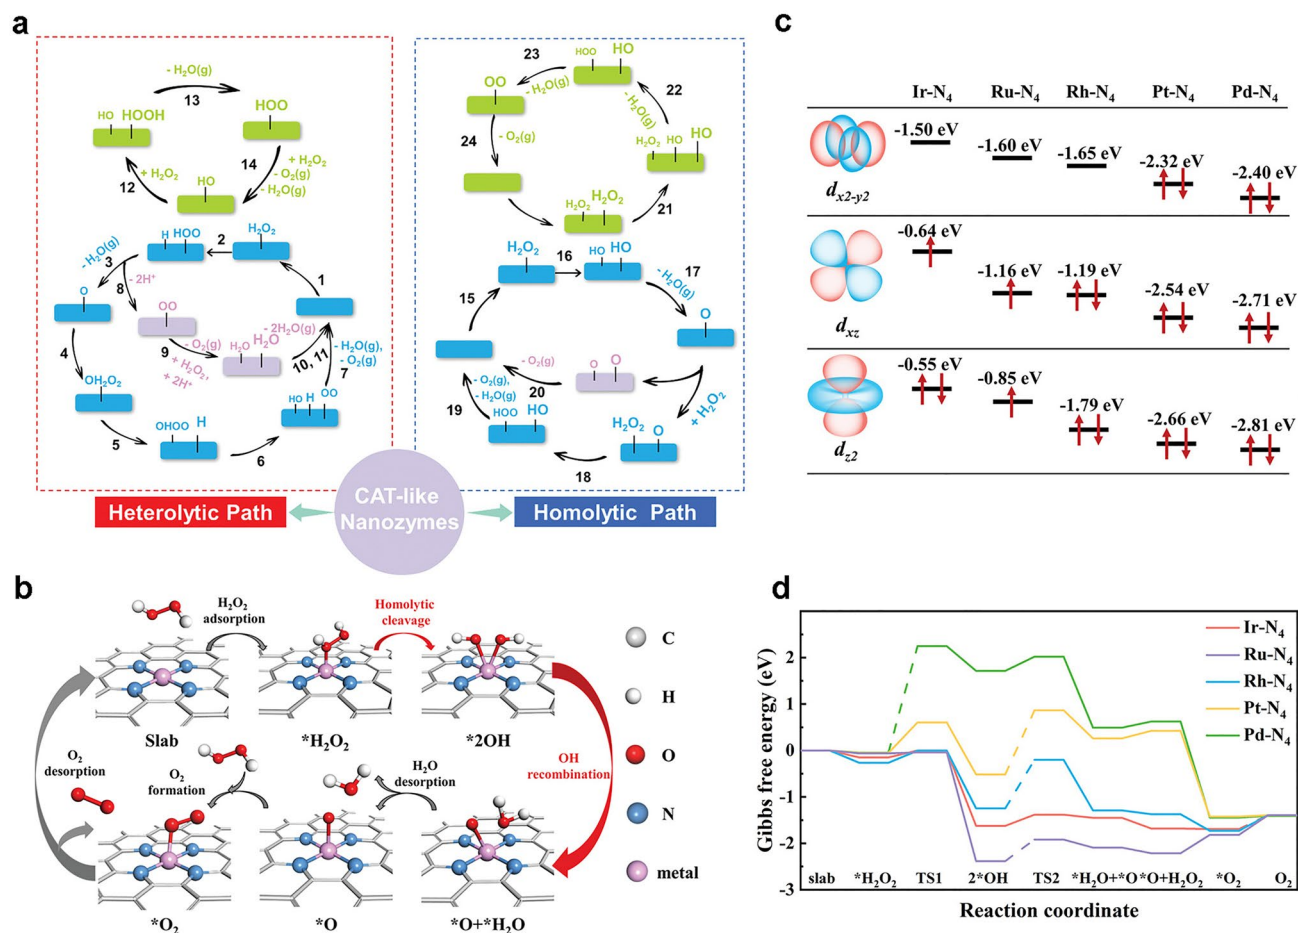 a
- H₂O(g)
13
HO
HOOH
HOO
12
+ H₂O₂
14
+ H₂O₂
- O₂(g)
- H₂O(g)
HO
H
HOO
2
H₂O₂
- H₂O(g)
3
8
- 2H⁺
1
O
OO
- 2H₂O(g)
- O₂(g)
H₂O
H₂O
9
+ H₂O₂,
+ 2H⁺
10, 11
- H₂O(g),
- O₂(g)
7
4
OH₂O₂
HO
H
OO
5
OHOO
H
6
Heterolytic Path
CAT-like
Nanozymes
Homolytic Path
23
HOO
HO
OO
- H₂O(g)
22
- H₂O(g)
24
- O₂(g)
H₂O₂
HO
HO
H₂O₂
H₂O₂
21
H₂O₂
16
HO
HO
17
- H₂O(g)
15
O
- O₂(g)
O
O
20
- O₂(g),
- H₂O(g)
19
HOO
HO
+ H₂O₂
H₂O₂
O
18
b
H₂O₂
adsorption
Homolytic
cleavage
Slab
*H₂O₂
*2OH
O₂
desorption
O₂
formation
H₂O
desorption
OH
recombination
*O₂
*O
*O+*H₂O
C
H
O
N
metal
c
Ir-N₄
Ru-N₄
Rh-N₄
Pt-N₄
Pd-N₄
-1.50 eV
-1.60 eV
-1.65 eV
-2.32 eV
-2.40 eV
dx2-y2
-0.64 eV
-1.16 eV
-1.19 eV
-2.54 eV
-2.71 eV
dxz
-0.55 eV
-0.85 eV
-1.79 eV
-2.66 eV
-2.81 eV
dz2
d
Gibbs free energy (eV)
2
1
0
-1
-2
-3
Ir-N₄
Ru-N₄
Rh-N₄
Pt-N₄
Pd-N₄
slab
*H₂O₂
TS1
2*OH
TS2
*H₂O+*O
*O+H₂O₂
*O₂
O₂
Reaction coordinate